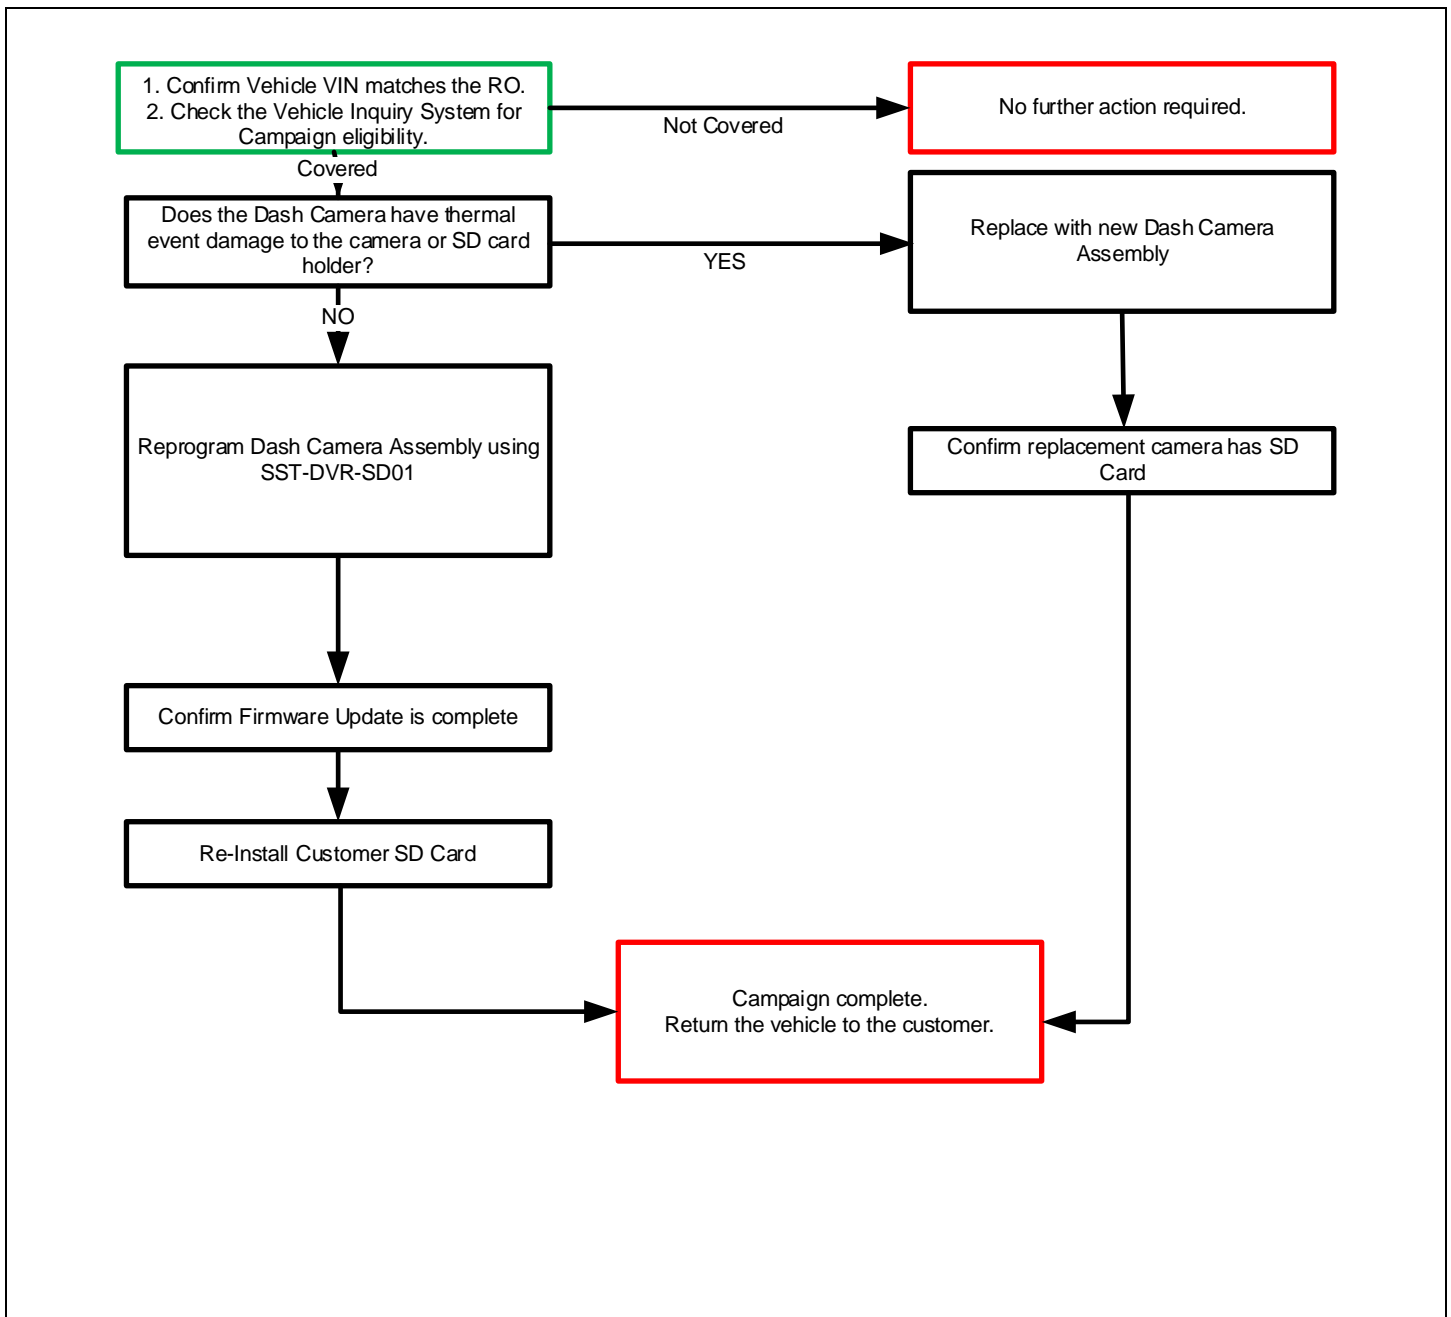 1. Confirm Vehicle VIN matches the RO.
2. Check the Vehicle Inquiry System for
Campaign eligibility.
Not Covered
No further action required.
Covered
Does the Dash Camera have thermal
event damage to the camera or SD card
holder?
YES
Replace with new Dash Camera
Assembly
NO
Reprogram Dash Camera Assembly using
SST-DVR-SD01
Confirm replacement camera has SD
Card
Confirm Firmware Update is complete
Re-Install Customer SD Card
Campaign complete.
Return the vehicle to the customer.